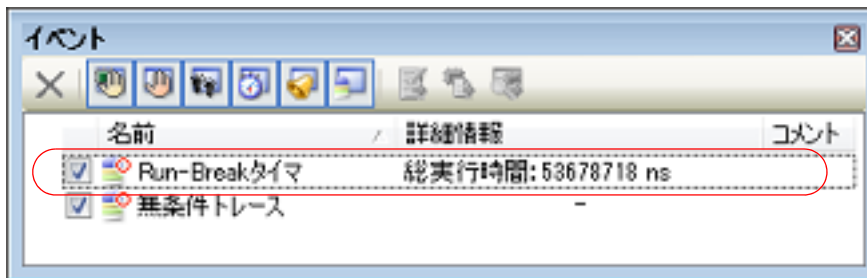 イベント
名前 詳細情報 コメント
Run-Breakタイマ 総実行時間: 53678718 ns
無条件トレース -